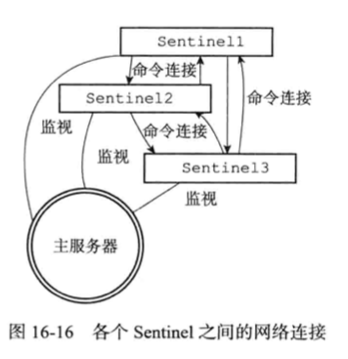 Sentinel1
命令连接
Sentinel2
监视
命令连接
命令连接
监视
Sentinel3
监视
主服务器
图 16-16 各个 Sentinel 之间的网络连接